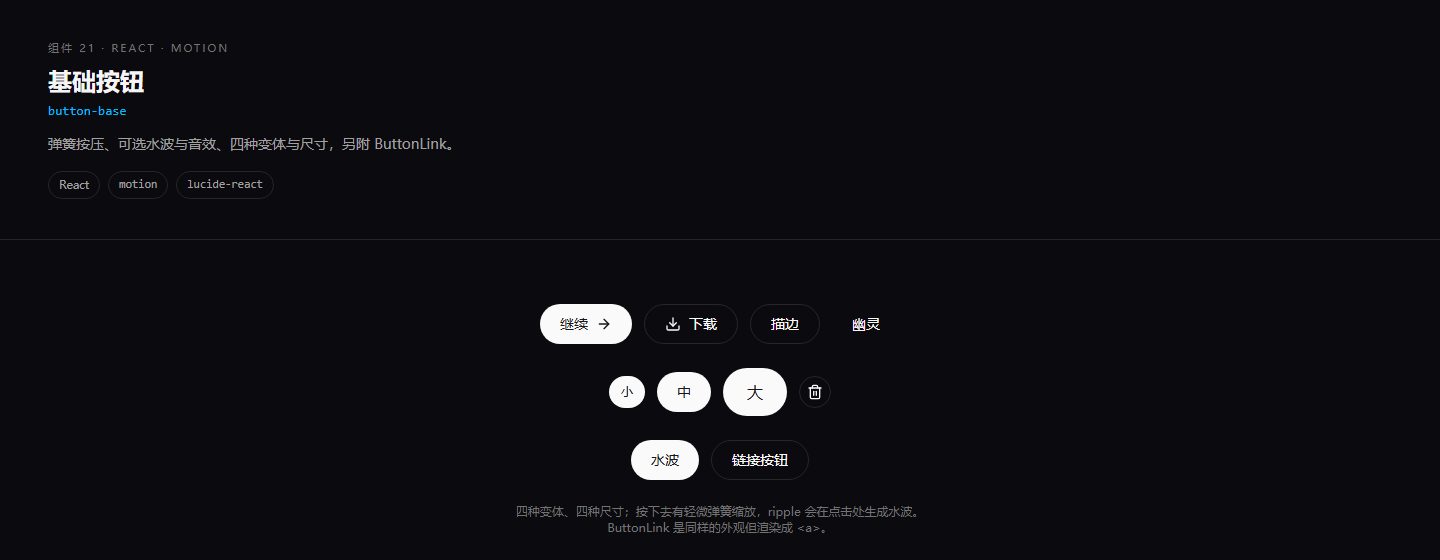 组件 21 · REACT · MOTION
基础按钮
button-base
弹簧按压、可选水波与音效、四种变体与尺寸，另附 ButtonLink。
React motion lucide-react
继续 下载 描边 幽灵
小 中 大
水波 链接按钮
四种变体、四种尺寸；按下去有轻微弹簧缩放，ripple 会在点击处生成水波。
ButtonLink 是同样的外观但渲染成 <a>。